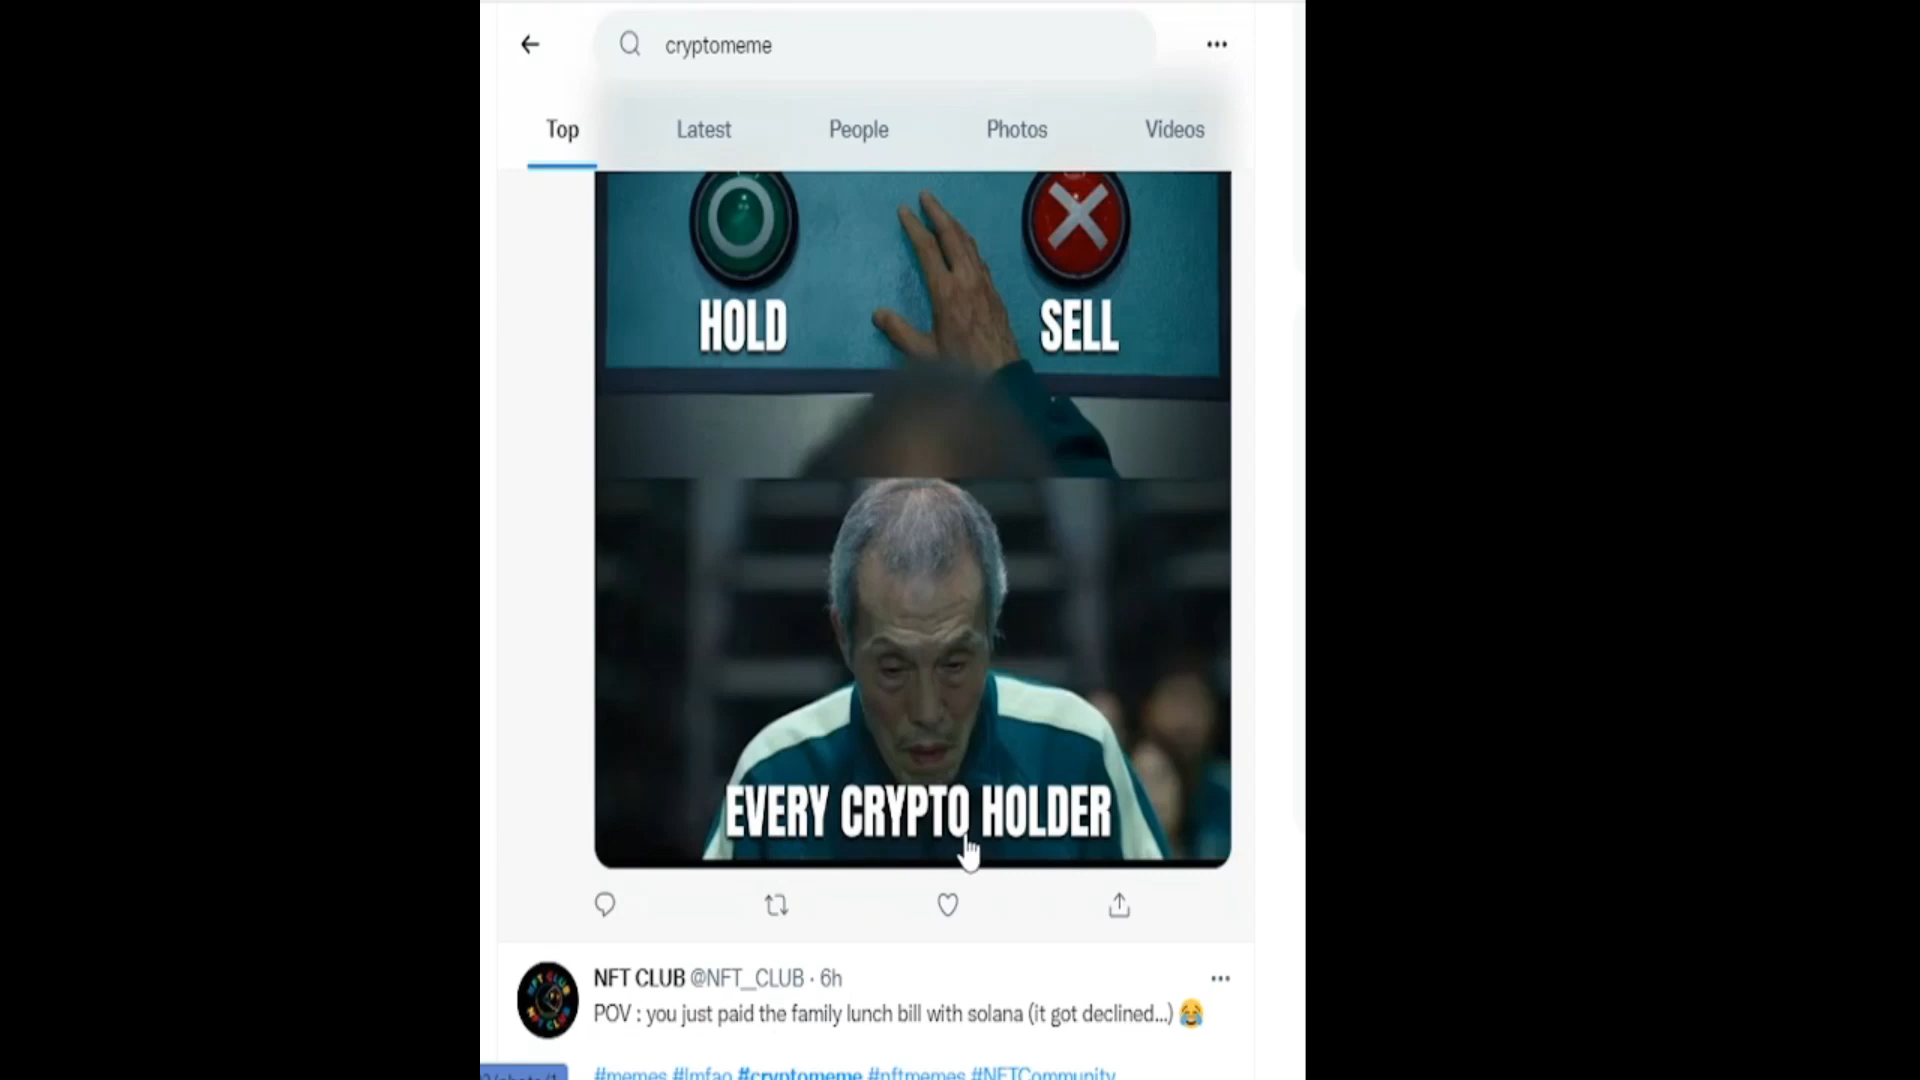 cryptomeme
Top Latest People Photos Videos
HOLD SELL
EVERY CRYPTO HOLDER
NFT CLUB @NFT_CLUB · 6h
POV : you just paid the family lunch bill with solana (it got declined...) 😂
#memes #lmfao #cryptomeme #nftmemes #NFTCommunity